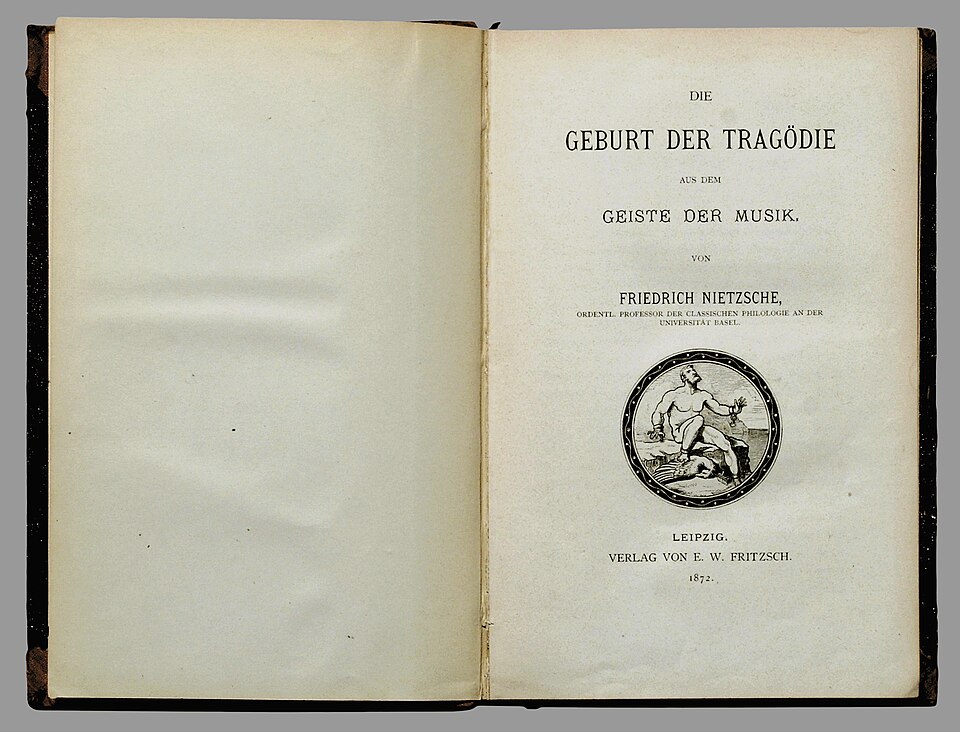 DIE
GEBURT DER TRAGÖDIE
AUS DEM
GEISTE DER MUSIK.
VON
FRIEDRICH NIETZSCHE,
ORDENTL. PROFESSOR DER CLASSISCHEN PHILOLOGIE AN DER
UNIVERSITÄT BASEL.
LEIPZIG.
VERLAG VON E. W. FRITZSCH.
1872.